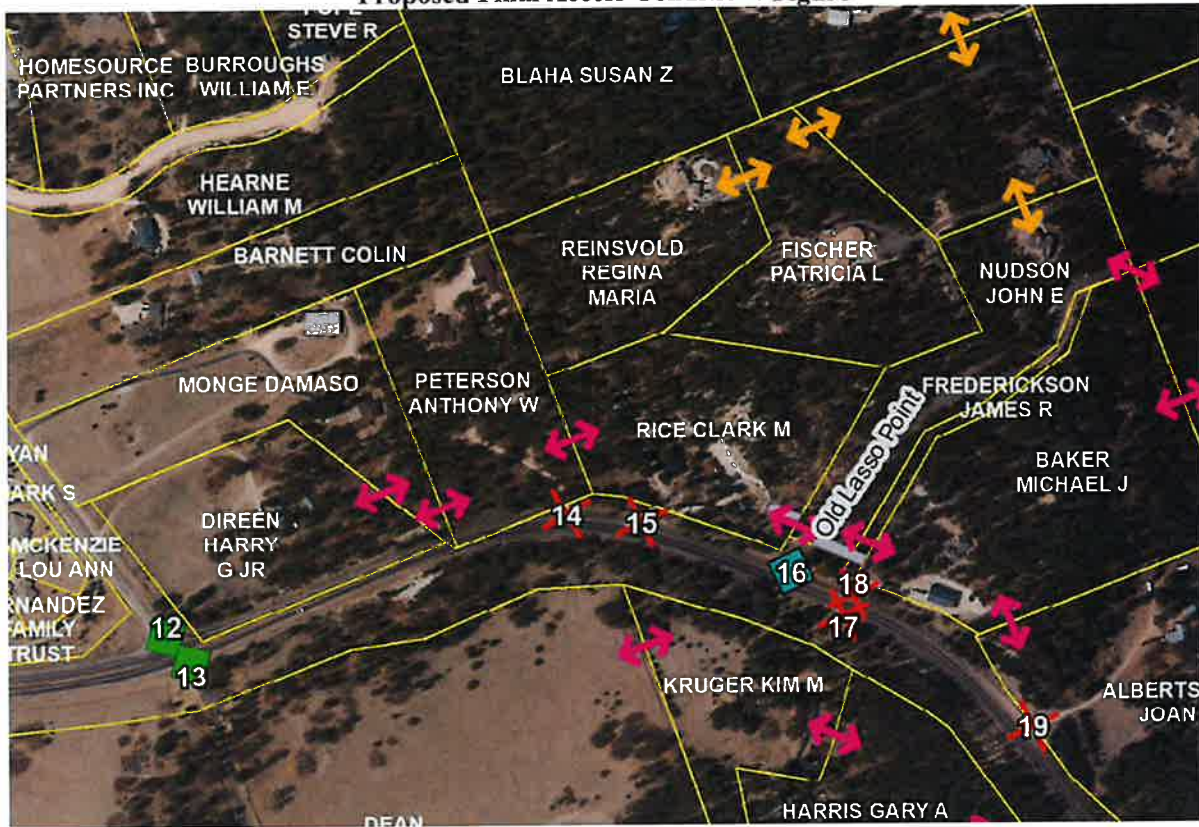 STEVE R
HOMESOURCE
PARTNERS INC
BURROUGHS
WILLIAM E
BLAHA SUSAN Z
HEARNE
WILLIAM M
BARNETT COLIN
REINSVOLD
REGINA
MARIA
FISCHER
PATRICIA L
NUDSON
JOHN E
MONGE DAMASO
PETERSON
ANTHONY W
RICE CLARK M
FREDERICKSON
JAMES R
Old Lasso Point
BAKER
MICHAEL J
YAN
ARK S
DIREEN
HARRY
G JR
MCKENZIE
LOU ANN
RNANDEZ
FAMILY
TRUST
12
13
14
15
16
17
18
19
KRUGER KIM M
ALBERTS
JOAN
HARRIS GARY A
DEAN